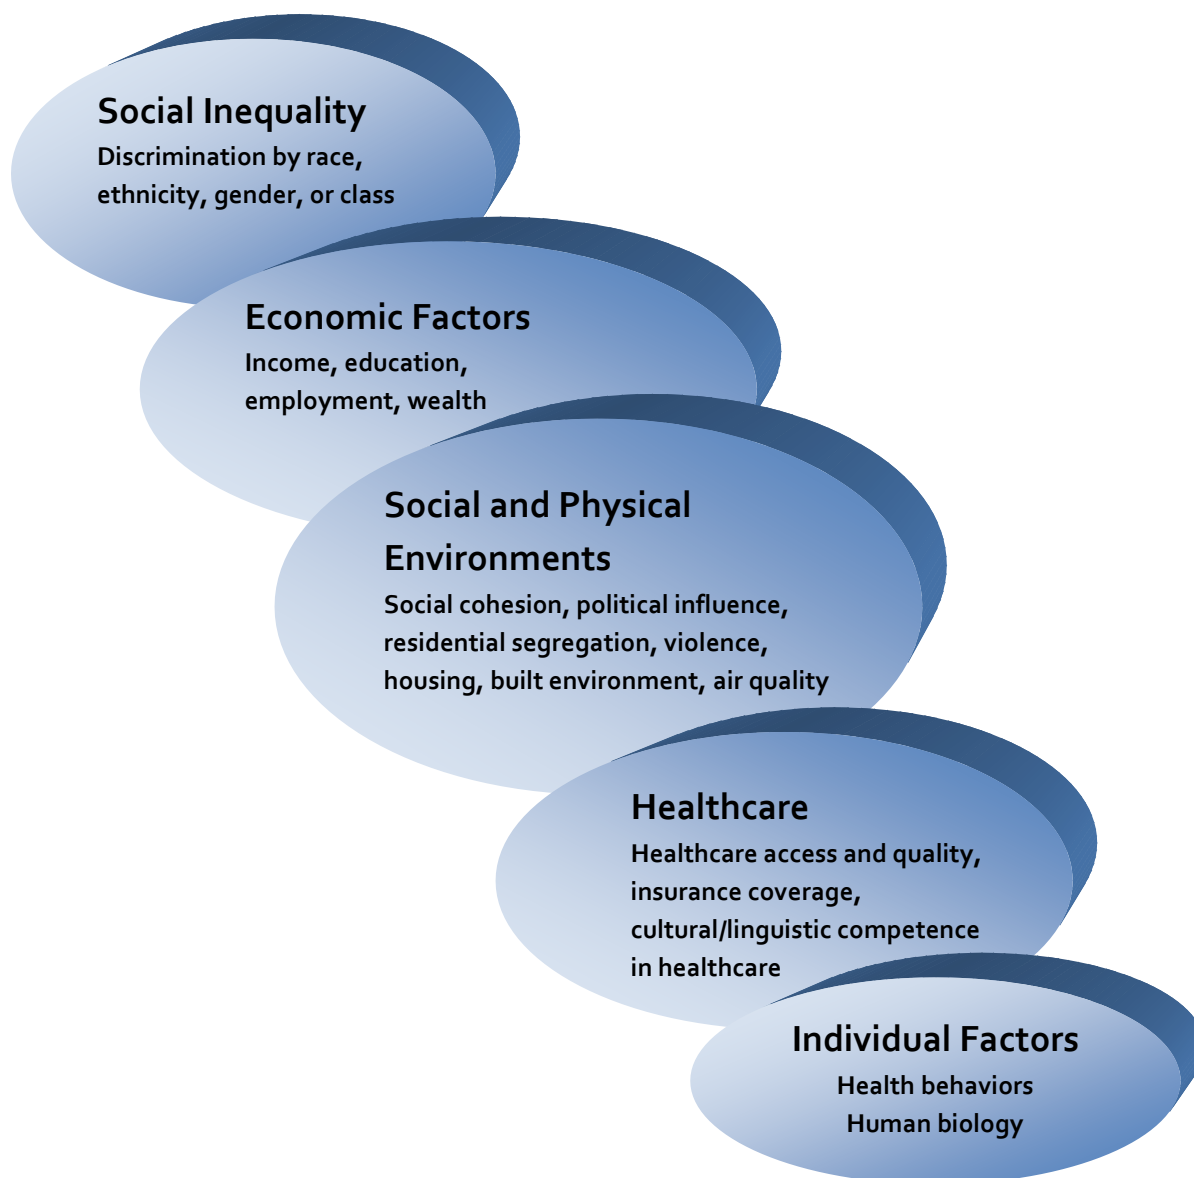 Social Inequality
Discrimination by race,
ethnicity, gender, or class
Economic Factors
Income, education,
employment, wealth
Social and Physical
Environments
Social cohesion, political influence,
residential segregation, violence,
housing, built environment, air quality
Healthcare
Healthcare access and quality,
insurance coverage,
cultural/linguistic competence
in healthcare
Individual Factors
Health behaviors
Human biology